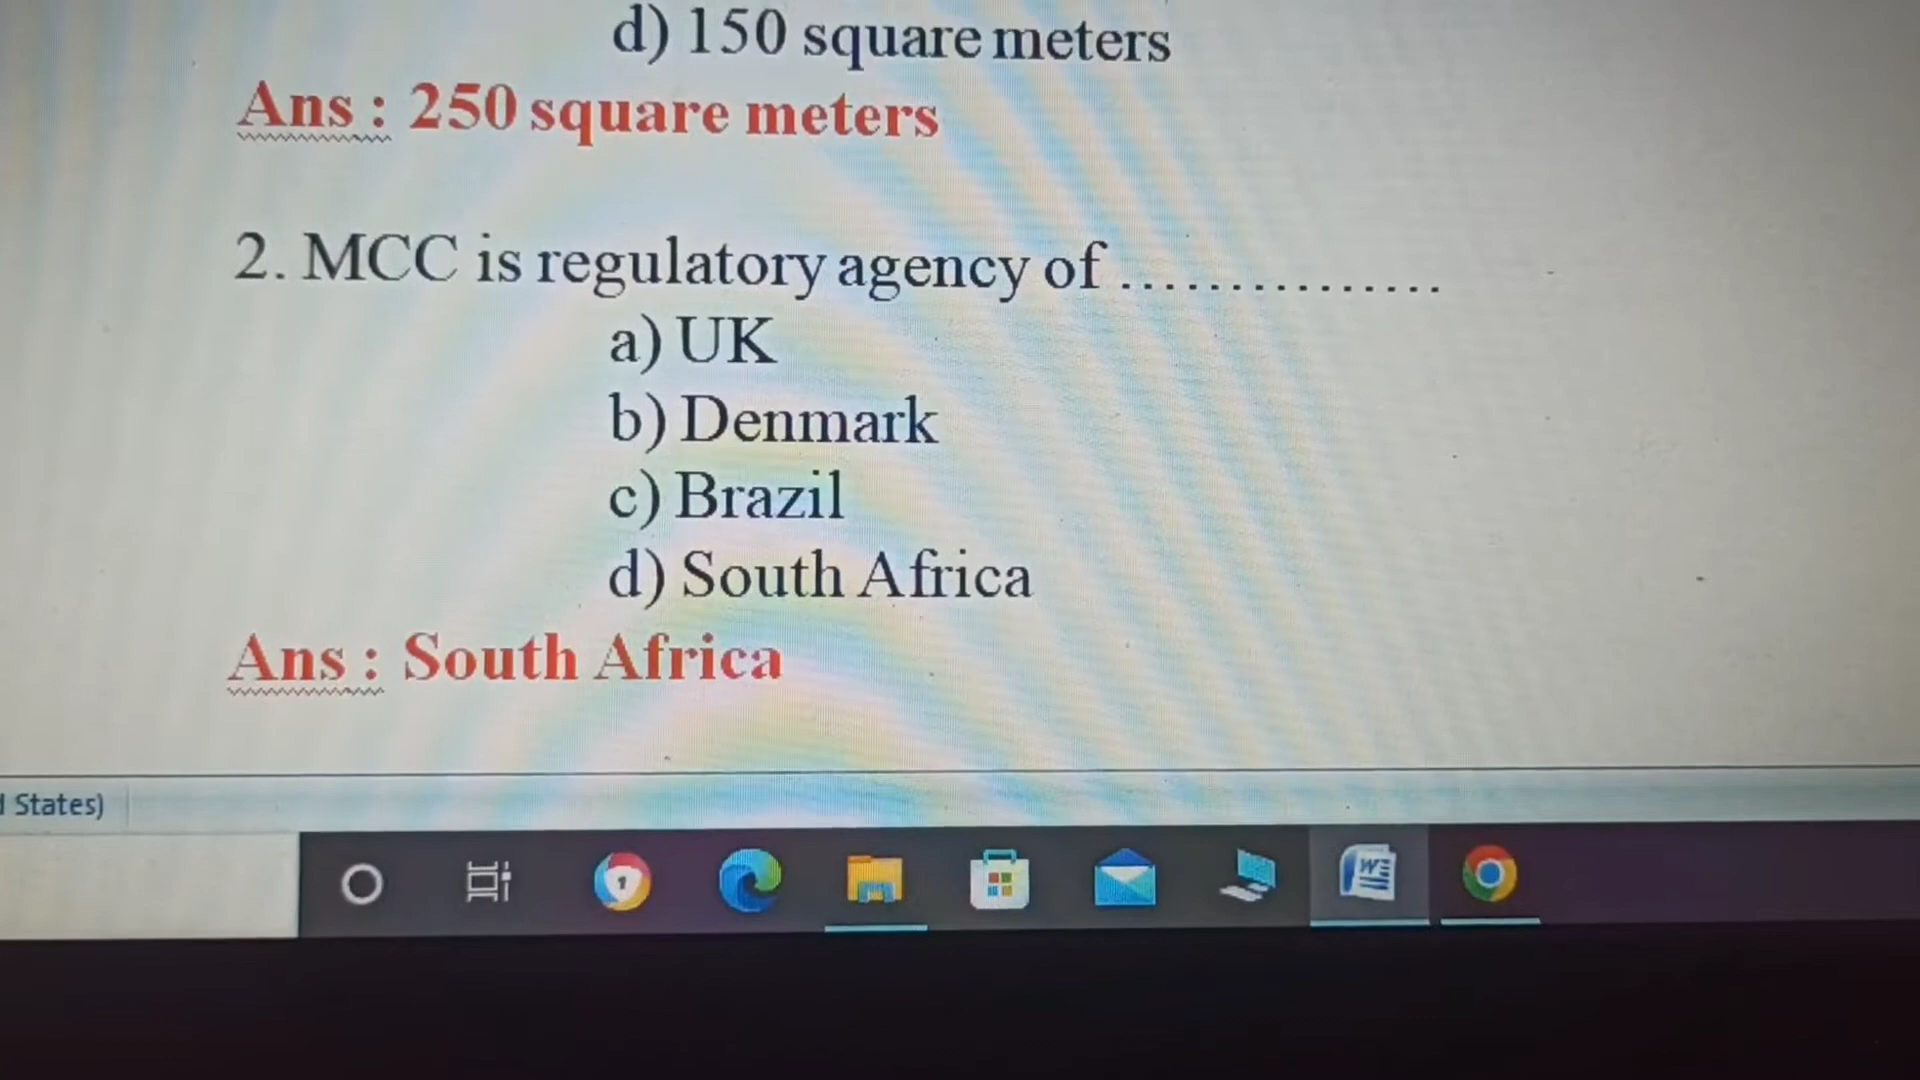 d) 150 square meters
Ans : 250 square meters
2. MCC is regulatory agency of ...............
a) UK
b) Denmark
c) Brazil
d) South Africa
Ans : South Africa
States)